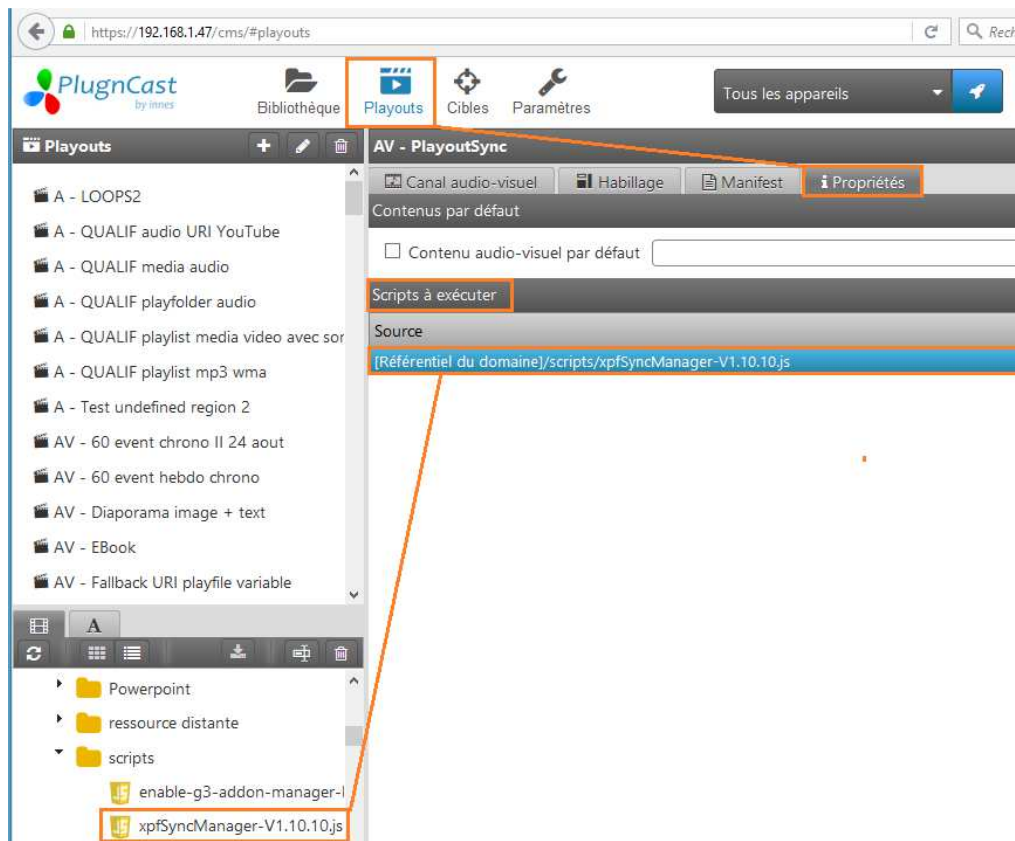 https://192.168.1.47/cms/#playouts
Rech
PlugnCast
by innes
Bibliothèque
Playouts
Cibles
Paramètres
Tous les appareils
Playouts
AV - PlayoutSync
A - LOOPS2
Canal audio-visuel
Habillage
Manifest
Propriétés
A - QUALIF audio URI YouTube
Contenus par défaut
A - QUALIF media audio
Contenu audio-visuel par défaut
A - QUALIF playfolder audio
Scripts à exécuter
A - QUALIF playlist media video avec sor
Source
A - QUALIF playlist mp3 wma
[Référentiel du domaine]/scripts/xpfSyncManager-V1.10.10.js
A - Test undefined region 2
AV - 60 event chrono II 24 aout
AV - 60 event hebdo chrono
AV - Diaporama image + text
AV - EBook
AV - Fallback URI playfile variable
A
Powerpoint
ressource distante
scripts
JS
enable-g3-addon-manager-l
JS
xpfSyncManager-V1.10.10.js